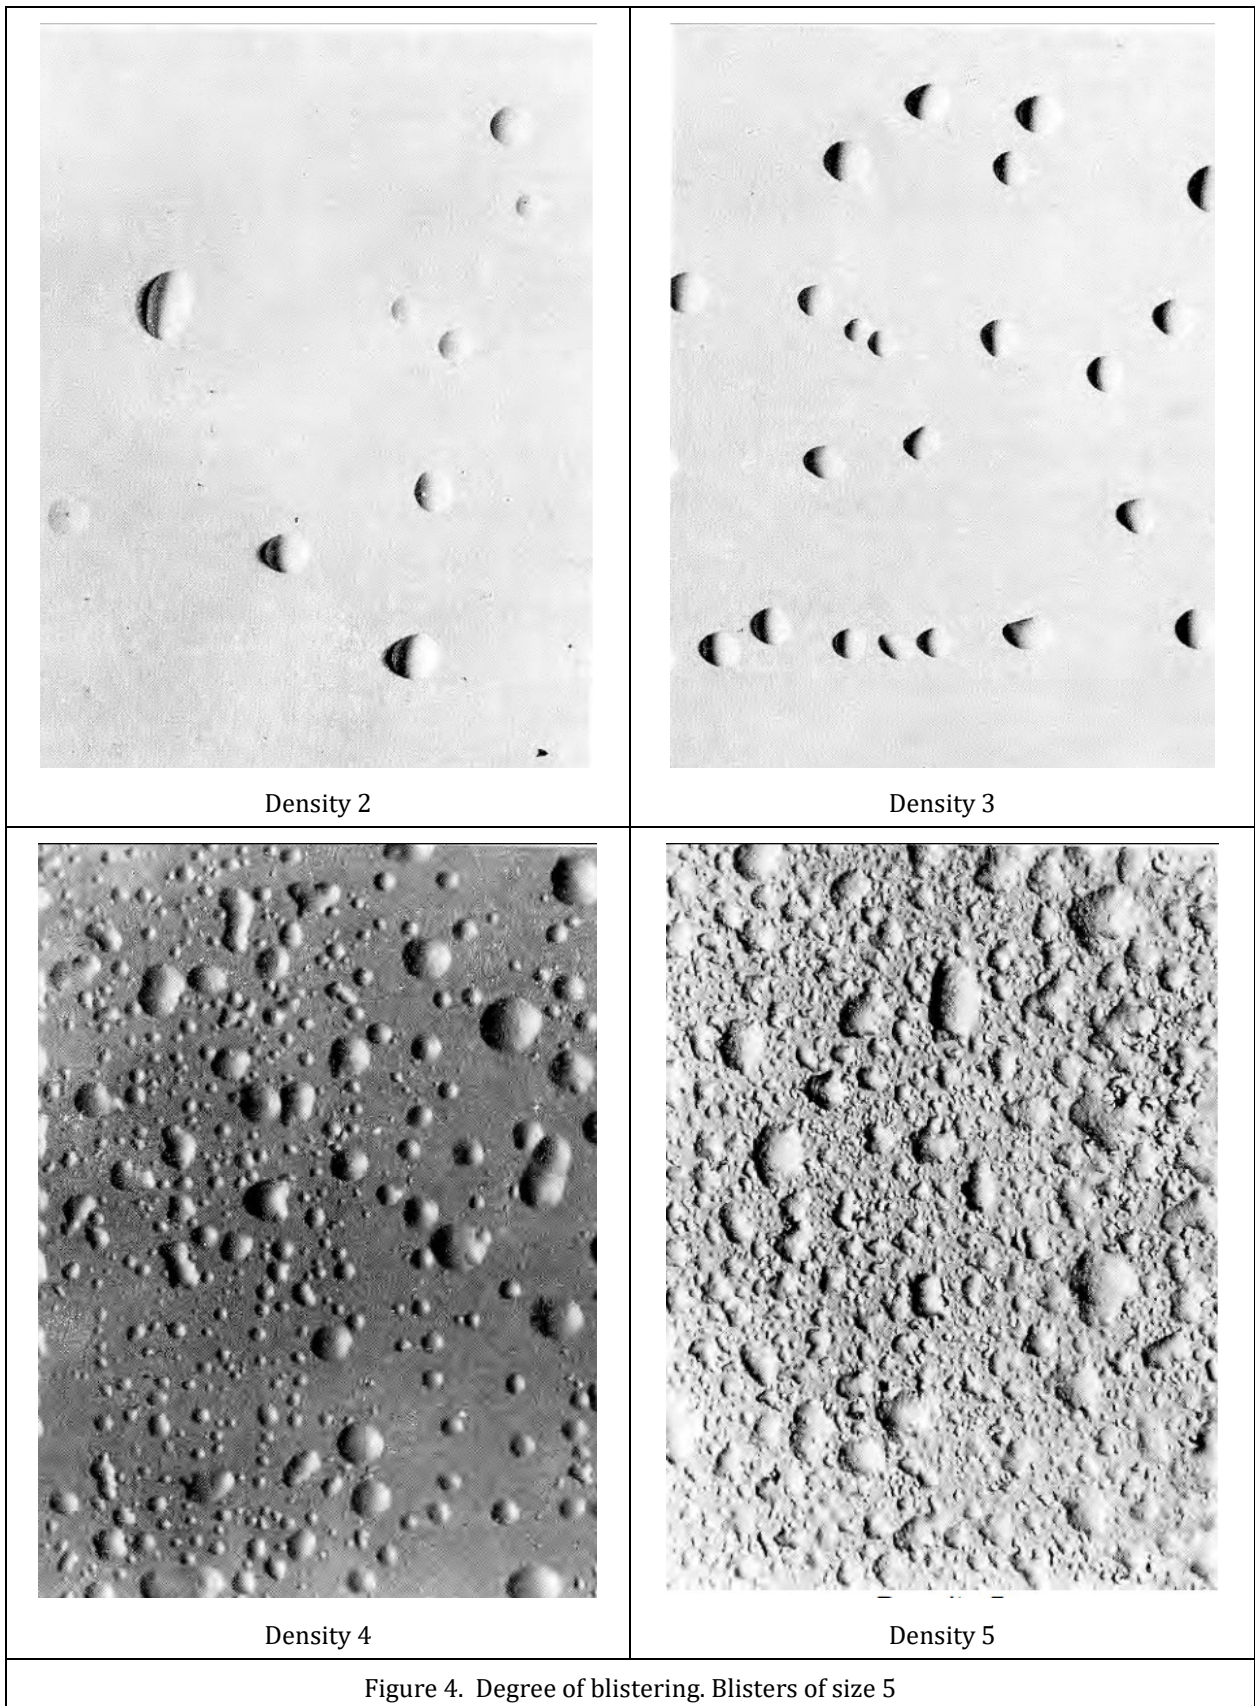 Density 2
Density 3
Density 4
Density 5
Figure 4.  Degree of blistering. Blisters of size 5